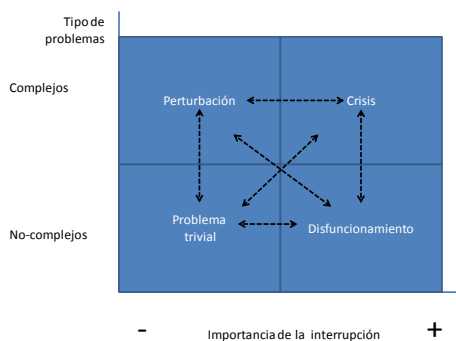 Tipo de
problemas
Complejos
Perturbación
Crisis
Problema
trivial
Disfuncionamiento
No-complejos
-
Importancia de la interrupción
+